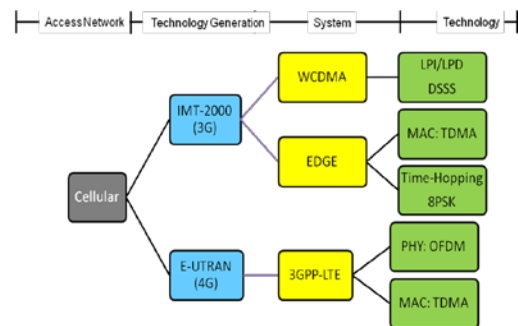 Access Network
Technology Generation
System
Technology
Cellular
IMT-2000
(3G)
E-UTRAN
(4G)
WCDMA
EDGE
3GPP-LTE
LPI/LPD
DSSS
MAC: TDMA
Time-Hopping
8PSK
PHY: OFDM
MAC: TDMA